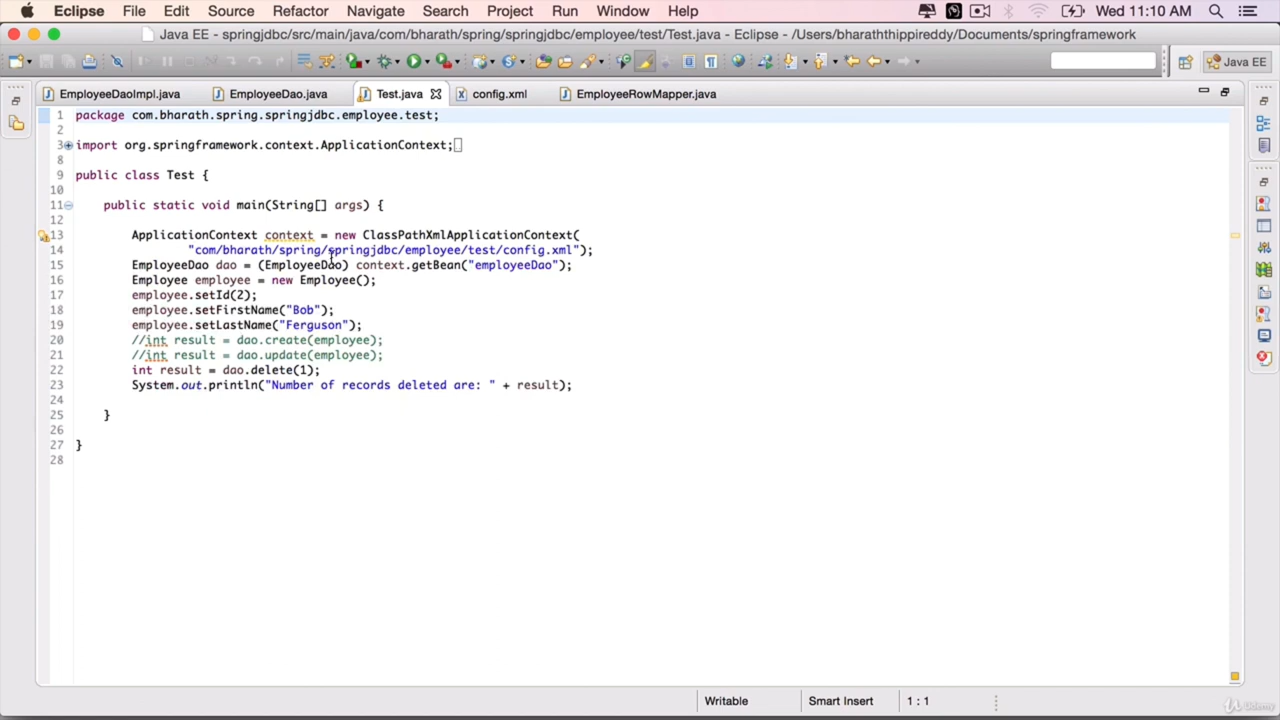 Eclipse File Edit Source Refactor Navigate Search Project Run Window Help Wed 11:10 AM
Java EE - springjdbc/src/main/java/com/bharath/spring/springjdbc/employee/test/Test.java - Eclipse - /Users/bharaththippireddy/Documents/springframework
Java EE
EmployeeDaoImpl.java EmployeeDao.java Test.java config.xml EmployeeRowMapper.java
1 package com.bharath.spring.springjdbc.employee.test;
2
3 import org.springframework.context.ApplicationContext;
8
9 public class Test {
10
11 public static void main(String[] args) {
12
13 ApplicationContext context = new ClassPathXmlApplicationContext(
14 "com/bharath/spring/springjdbc/employee/test/config.xml");
15 EmployeeDao dao = (EmployeeDao) context.getBean("employeeDao");
16 Employee employee = new Employee();
17 employee.setId(2);
18 employee.setFirstName("Bob");
19 employee.setLastName("Ferguson");
20 //int result = dao.create(employee);
21 //int result = dao.update(employee);
22 int result = dao.delete(1);
23 System.out.println("Number of records deleted are: " + result);
24
25 }
26
27 }
28
Writable Smart Insert 1 : 1
Udemy